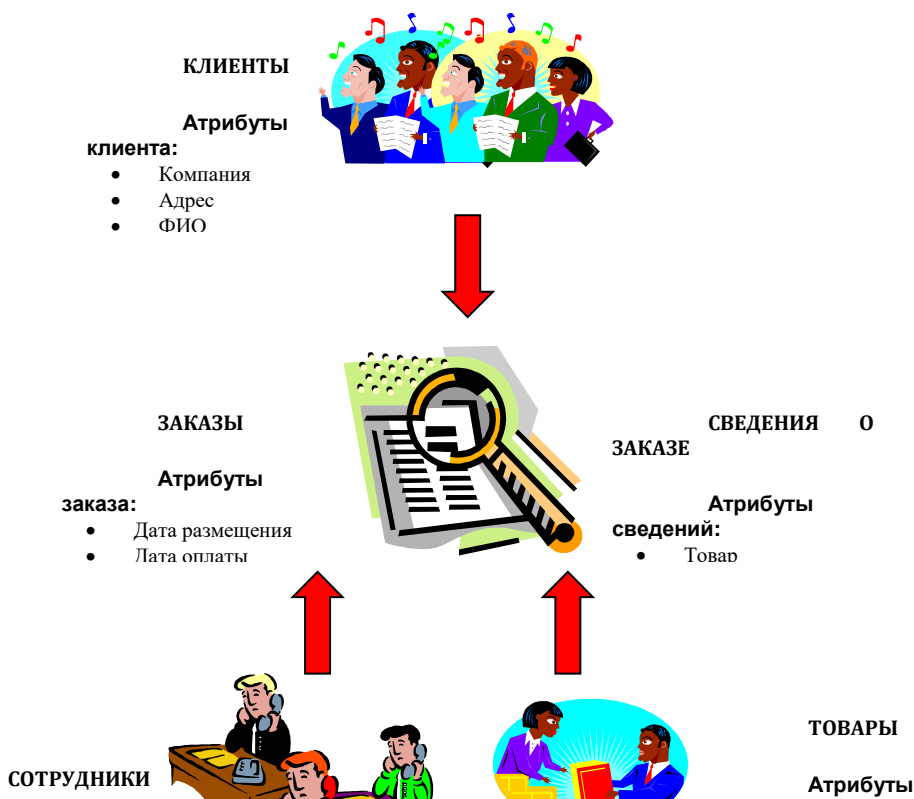 КЛИЕНТЫ
Атрибуты
клиента:
• Компания
• Адрес
• ФИО
ЗАКАЗЫ
Атрибуты
заказа:
• Дата размещения
• Дата оплаты
СВЕДЕНИЯ О
ЗАКАЗЕ
Атрибуты
сведений:
• Товар
СОТРУДНИКИ
ТОВАРЫ
Атрибуты